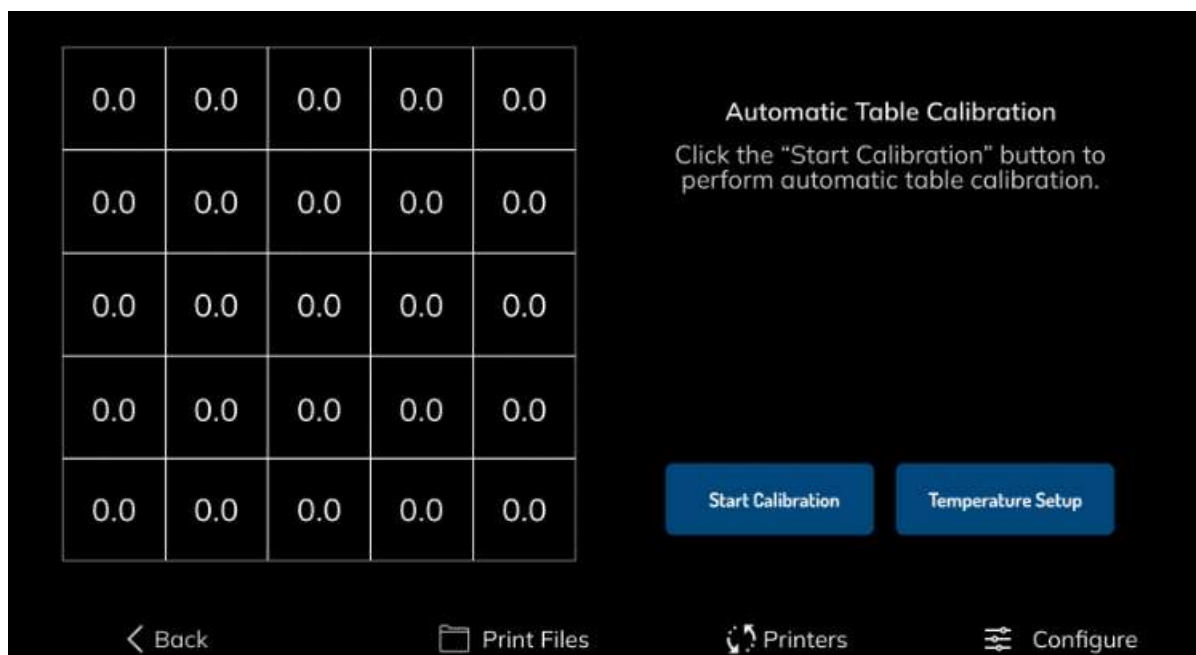 0.0 0.0 0.0 0.0 0.0
0.0 0.0 0.0 0.0 0.0
0.0 0.0 0.0 0.0 0.0
0.0 0.0 0.0 0.0 0.0
0.0 0.0 0.0 0.0 0.0
Automatic Table Calibration
Click the “Start Calibration” button to
perform automatic table calibration.
Start Calibration
Temperature Setup
Back
Print Files
Printers
Configure